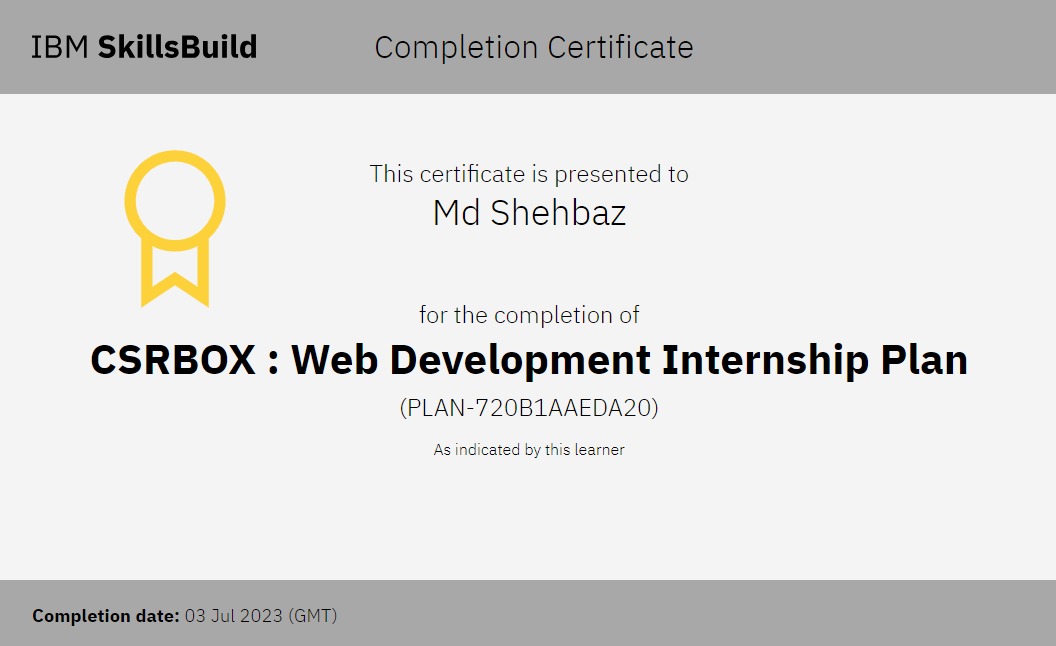 IBM SkillsBuild
Completion Certificate
This certificate is presented to
Md Shehbaz
for the completion of
CSRBOX : Web Development Internship Plan
(PLAN-720B1AAEDA20)
As indicated by this learner
Completion date: 03 Jul 2023 (GMT)